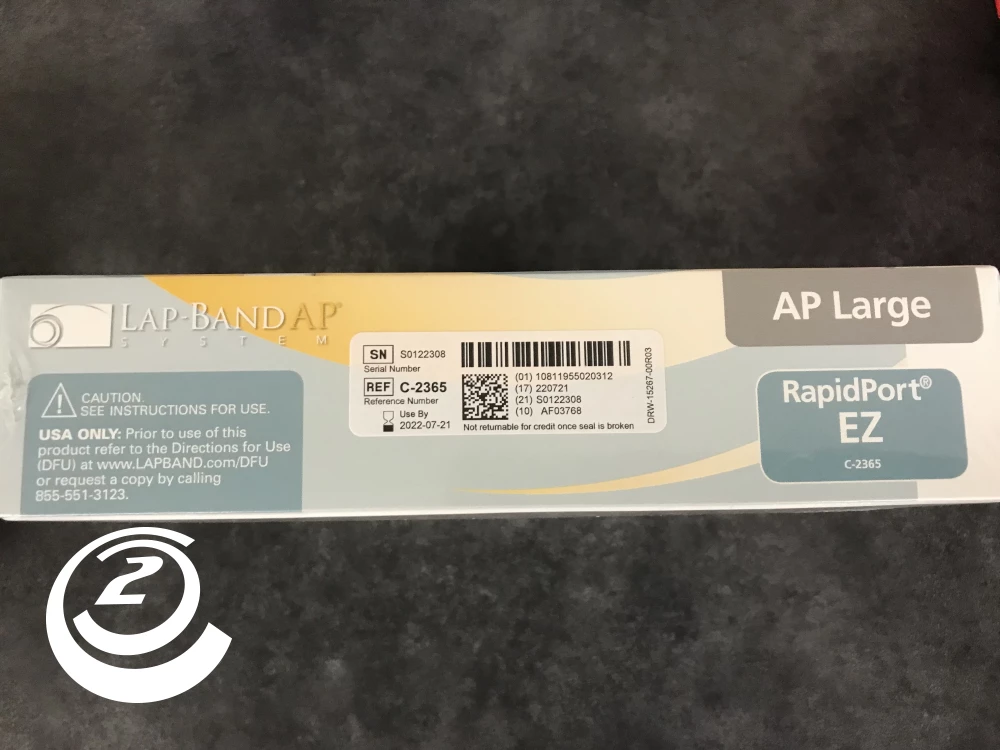 LAP-BAND AP®
SYSTEM
CAUTION.
SEE INSTRUCTIONS FOR USE.
USA ONLY: Prior to use of this
product refer to the Directions for Use
(DFU) at www.LAPBAND.com/DFU
or request a copy by calling
855-551-3123.
SN S0122308
Serial Number
REF C-2365
Reference Number
Use By
2022-07-21
(01) 10811955020312
(17) 220721
(21) S0122308
(10) AF03768
Not returnable for credit once seal is broken
DRW-15267-00R03
AP Large
RapidPort®
EZ
C-2365
2